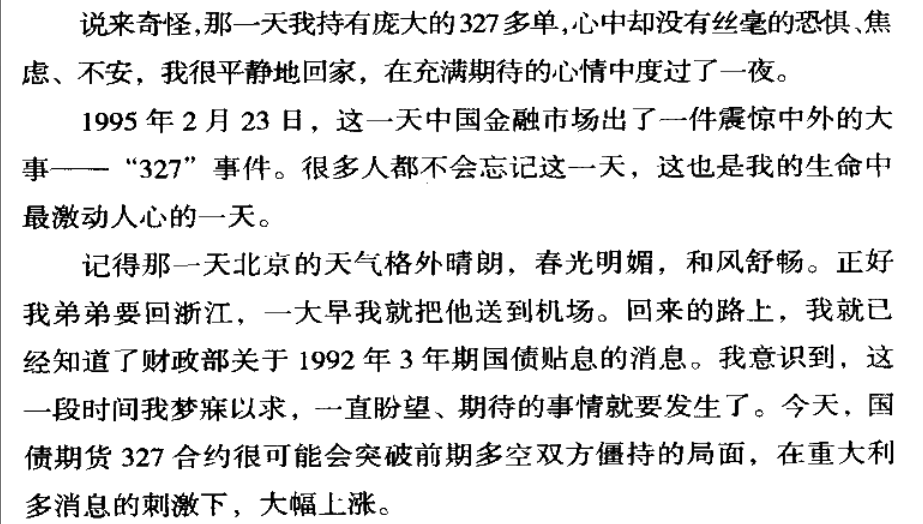 说来奇怪,那一天我持有庞大的327多单,心中却没有丝毫的恐惧、焦
虑、不安，我很平静地回家，在充满期待的心情中度过了一夜。
1995 年 2 月 23 日，这一天中国金融市场出了一件震惊中外的大
事——“327”事件。很多人都不会忘记这一天，这也是我的生命中
最激动人心的一天。
记得那一天北京的天气格外晴朗，春光明媚，和风舒畅。正好
我弟弟要回浙江，一大早我就把他送到机场。回来的路上，我就已
经知道了财政部关于 1992 年 3 年期国债贴息的消息。我意识到，这
一段时间我梦寐以求，一直盼望、期待的事情就要发生了。今天，国
债期货 327 合约很可能会突破前期多空双方僵持的局面，在重大利
多消息的刺激下，大幅上涨。